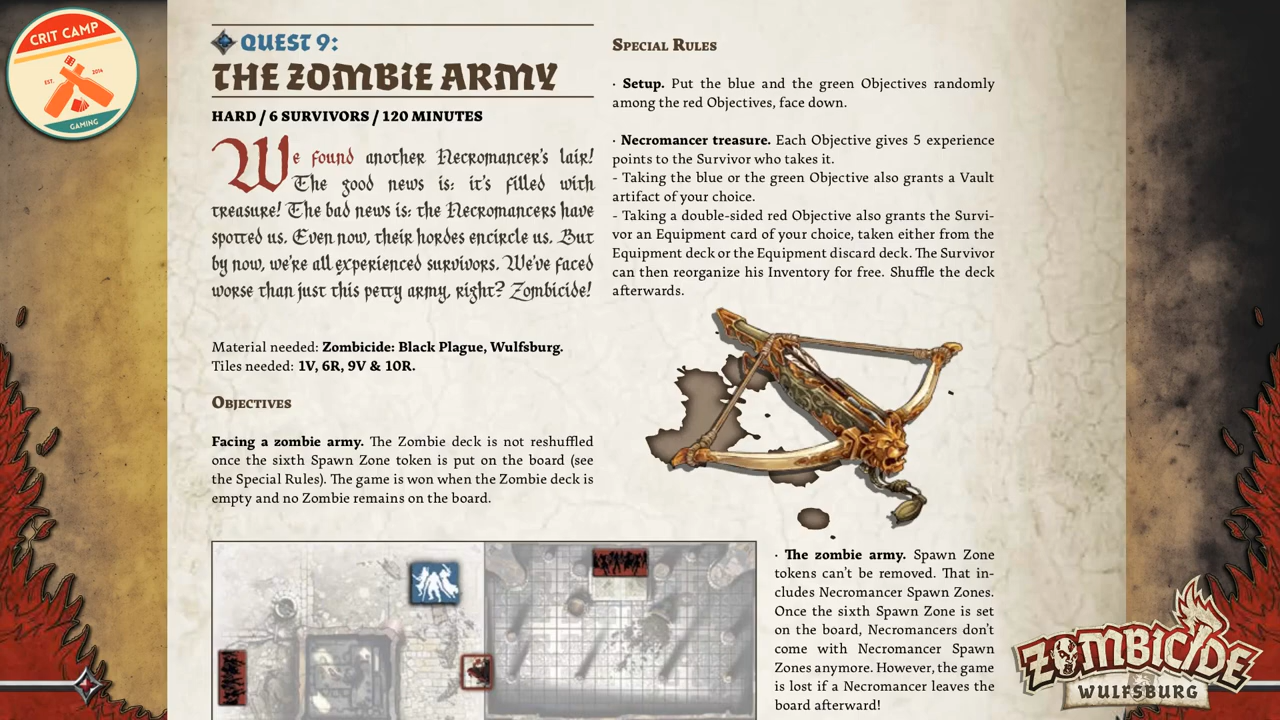 CRIT CAMP
EST. 2014
GAMING
QUEST 9:
THE ZOMBIE ARMY
HARD / 6 SURVIVORS / 120 MINUTES
We found another Necromancer's lair!
The good news is: it's filled with
treasure! The bad news is: the Necromancers have
spotted us. Even now, their hordes encircle us. But
by now, we're all experienced survivors. We've faced
worse than just this petty army, right? Zombicide!
Material needed: Zombicide: Black Plague, Wulfsburg.
Tiles needed: 1V, 6R, 9V & 10R.
Objectives
Facing a zombie army. The Zombie deck is not reshuffled
once the sixth Spawn Zone token is put on the board (see
the Special Rules). The game is won when the Zombie deck is
empty and no Zombie remains on the board.
Special Rules
· Setup. Put the blue and the green Objectives randomly
among the red Objectives, face down.
· Necromancer treasure. Each Objective gives 5 experience
points to the Survivor who takes it.
- Taking the blue or the green Objective also grants a Vault
artifact of your choice.
- Taking a double-sided red Objective also grants the Survi-
vor an Equipment card of your choice, taken either from the
Equipment deck or the Equipment discard deck. The Survivor
can then reorganize his Inventory for free. Shuffle the deck
afterwards.
· The zombie army. Spawn Zone
tokens can't be removed. That in-
cludes Necromancer Spawn Zones.
Once the sixth Spawn Zone is set
on the board, Necromancers don't
come with Necromancer Spawn
Zones anymore. However, the game
is lost if a Necromancer leaves the
board afterward!
ZOMBICIDE
WULFSBURG